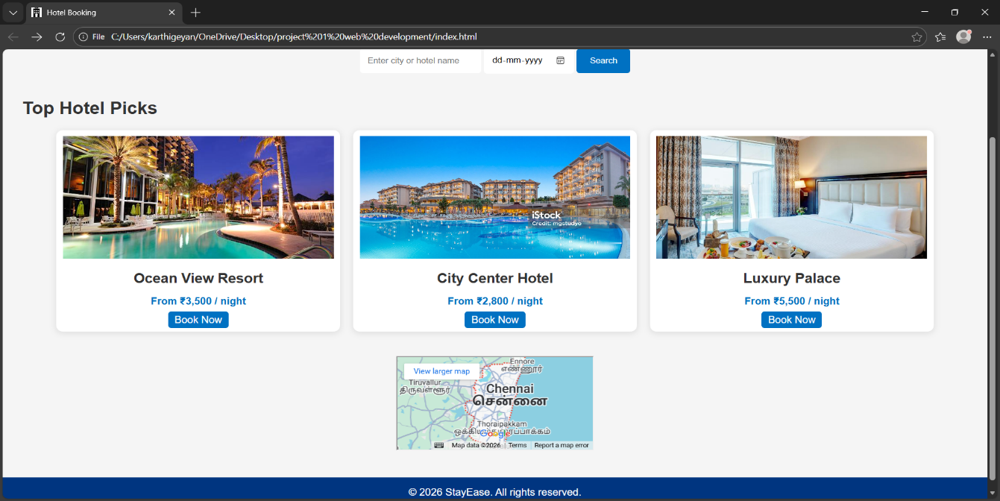 Hotel Booking
File C:/Users/karthigeyan/OneDrive/Desktop/project%201%20web%20development/index.html
Enter city or hotel name dd-mm-yyyy Search
Top Hotel Picks
iStock
Credit: mgstudyo
Ocean View Resort City Center Hotel Luxury Palace
From ₹3,500 / night From ₹2,800 / night From ₹5,500 / night
Book Now Book Now Book Now
Ennore
எண்ணூர்
View larger map
Tiruvallur
திருவள்ளூர்
Chennai
சென்னை
Thoraipakkam
Google
Map data ©2026 Terms Report a map error
© 2026 StayEase. All rights reserved.